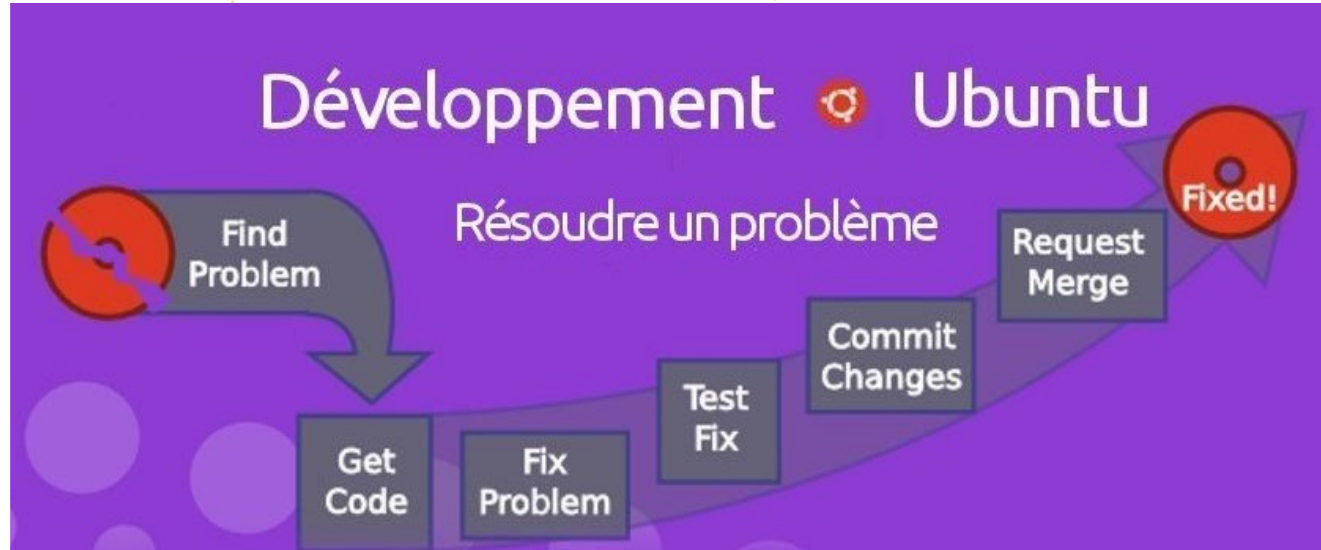 Développement Ubuntu
Résoudre un problème
Find
Problem
Get
Code
Fix
Problem
Test
Fix
Commit
Changes
Request
Merge
Fixed!